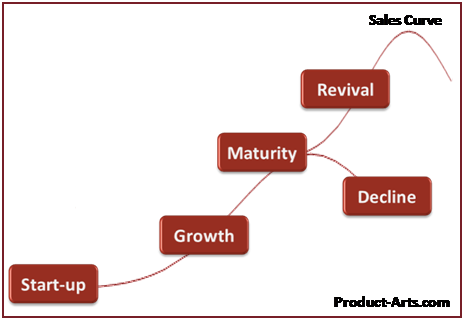 Sales Curve
Revival
Maturity
Decline
Growth
Start-up
Product-Arts.com